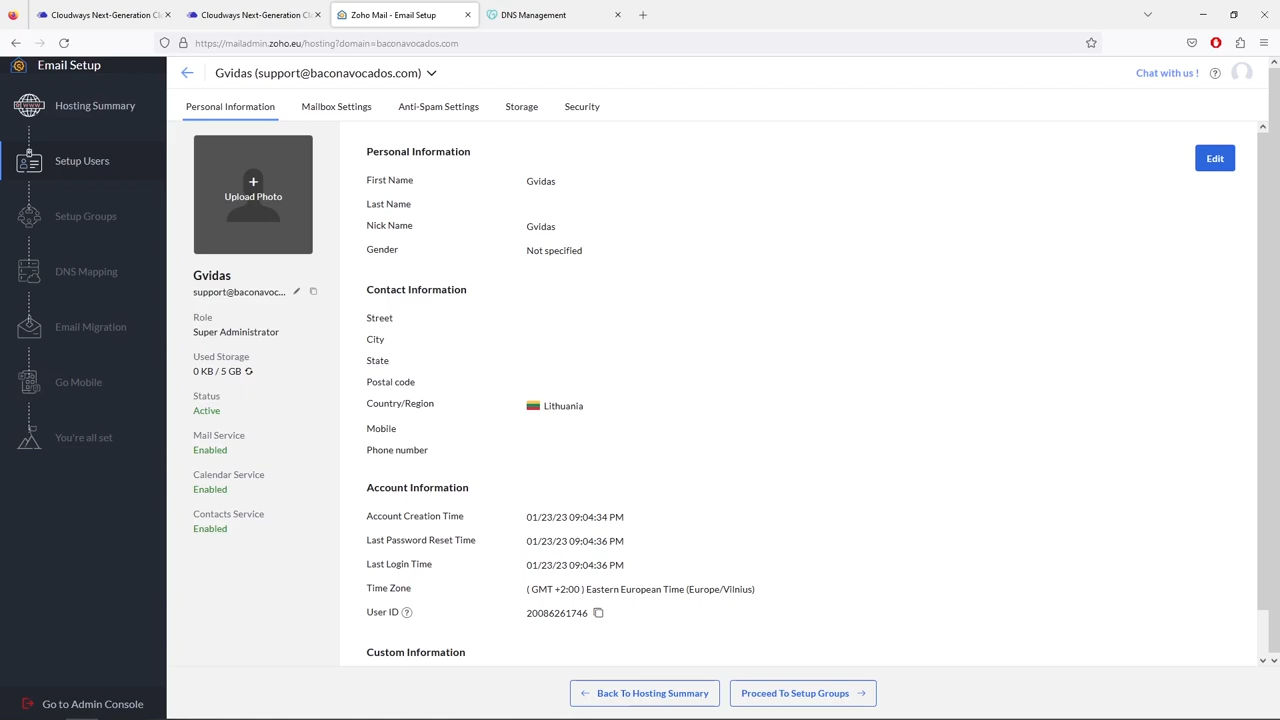 Cloudways Next-Generation Cl
Cloudways Next-Generation Cl
Zoho Mail - Email Setup
DNS Management
https://mailadmin.zoho.eu/hosting?domain=baconavocados.com
Email Setup
Gvidas (support@baconavocados.com)
Chat with us !
Hosting Summary
Setup Users
Setup Groups
DNS Mapping
Email Migration
Go Mobile
You're all set
Go to Admin Console
Personal Information
Mailbox Settings
Anti-Spam Settings
Storage
Security
Upload Photo
Gvidas
support@baconavoc...
Role
Super Administrator
Used Storage
0 KB / 5 GB
Status
Active
Mail Service
Enabled
Calendar Service
Enabled
Contacts Service
Enabled
Personal Information
Edit
First Name
Gvidas
Last Name
Nick Name
Gvidas
Gender
Not specified
Contact Information
Street
City
State
Postal code
Country/Region
Lithuania
Mobile
Phone number
Account Information
Account Creation Time
01/23/23 09:04:34 PM
Last Password Reset Time
01/23/23 09:04:36 PM
Last Login Time
01/23/23 09:04:36 PM
Time Zone
( GMT +2:00 ) Eastern European Time (Europe/Vilnius)
User ID
20086261746
Custom Information
Back To Hosting Summary
Proceed To Setup Groups